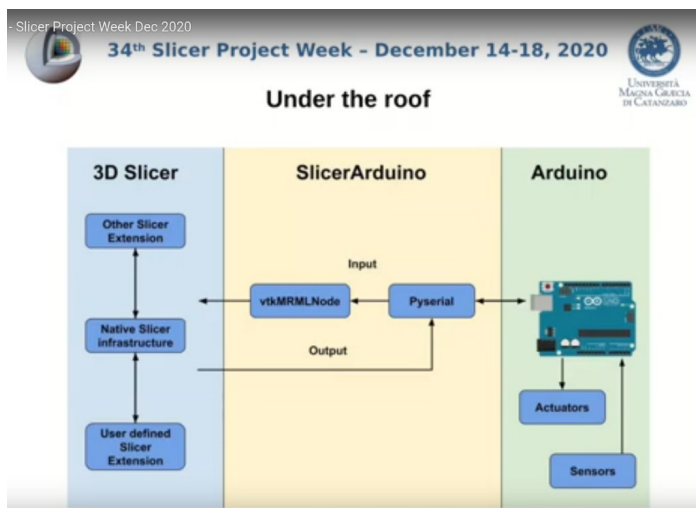 - Slicer Project Week Dec 2020
34th Slicer Project Week – December 14-18, 2020
UNIVERSITÀ
MAGNA GRÆCIA
DI CATANZARO
Under the roof
3D Slicer
SlicerArduino
Arduino
Other Slicer
Extension
Input
vtkMRMLNode
Pyserial
Native Slicer
infrastructure
Output
Actuators
User defined
Slicer
Extension
Sensors